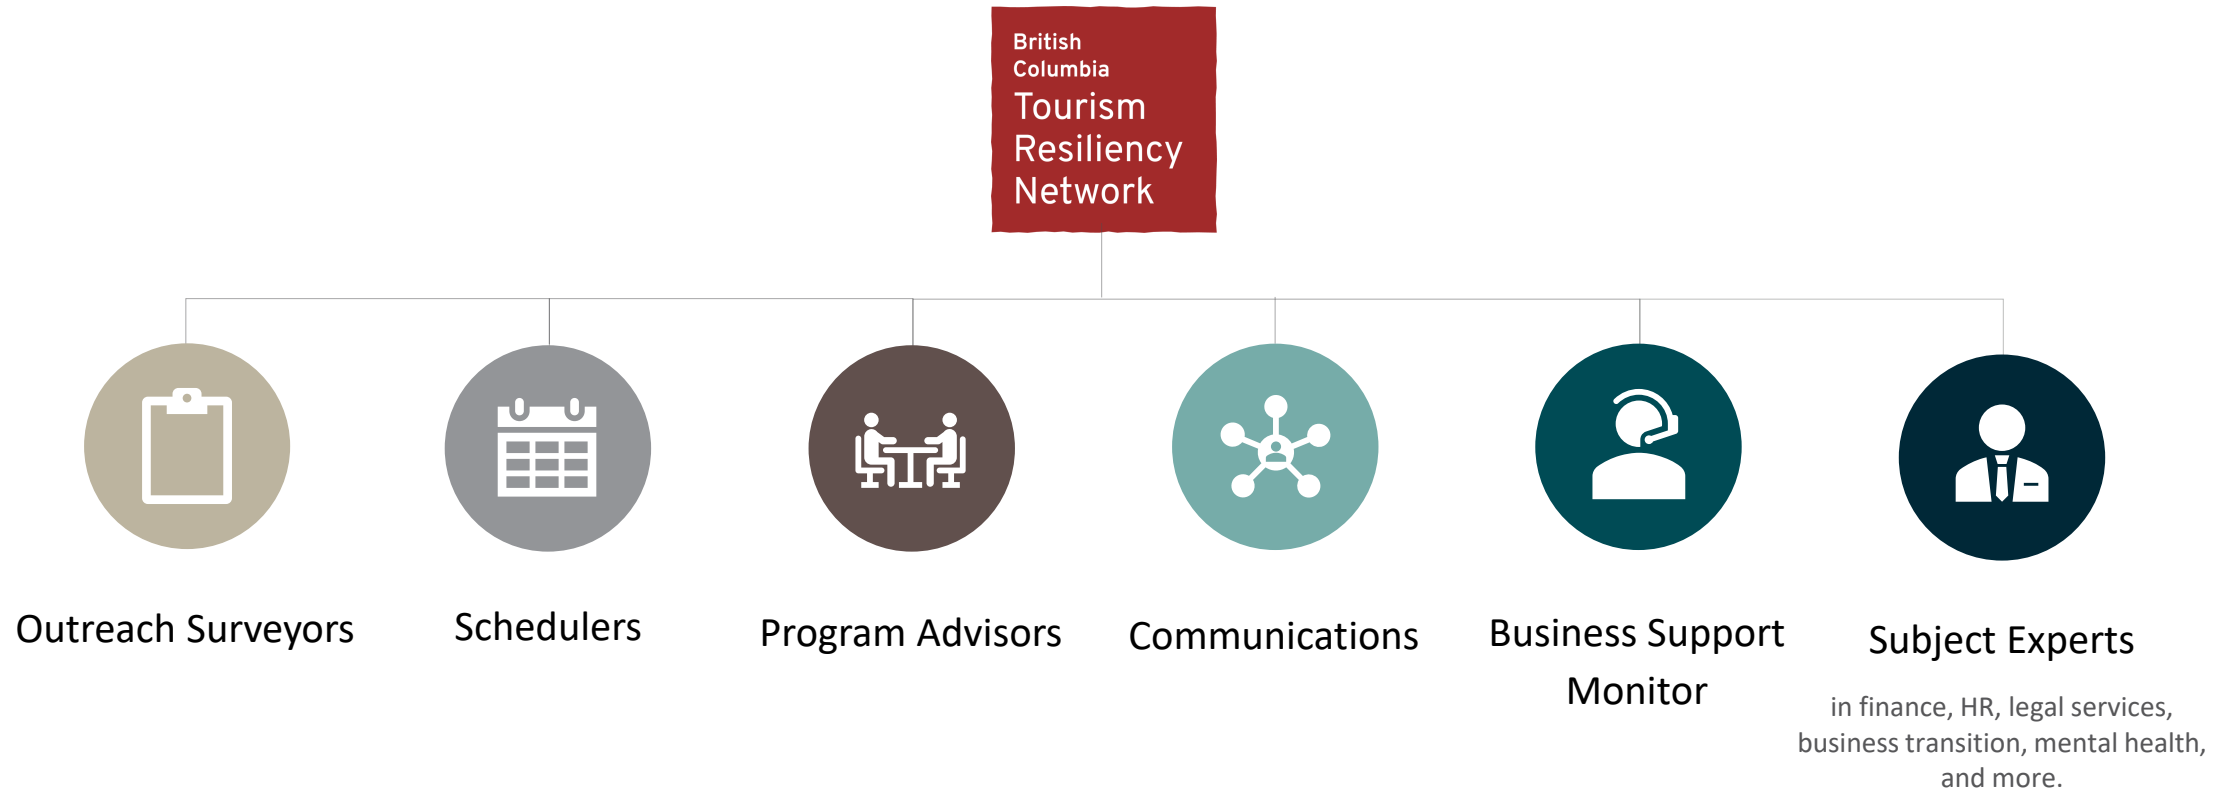 British
Columbia
Tourism
Resiliency
Network
Outreach Surveyors
Schedulers
Program Advisors
Communications
Business Support
Monitor
Subject Experts
in finance, HR, legal services,
business transition, mental health,
and more.